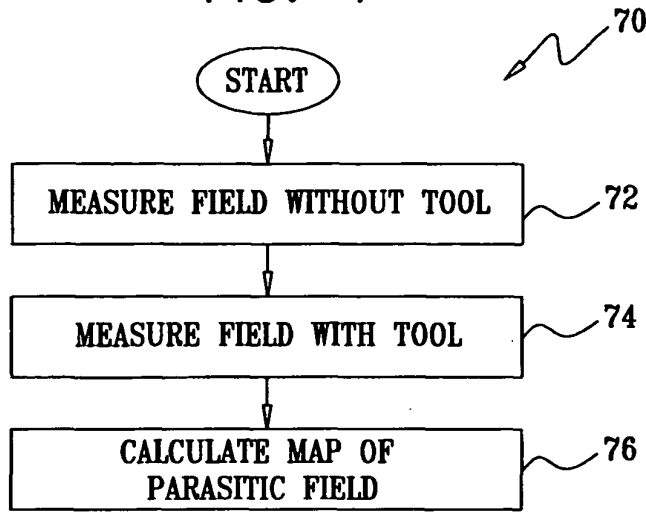 70
START
MEASURE FIELD WITHOUT TOOL
72
MEASURE FIELD WITH TOOL
74
CALCULATE MAP OF
PARASITIC FIELD
76